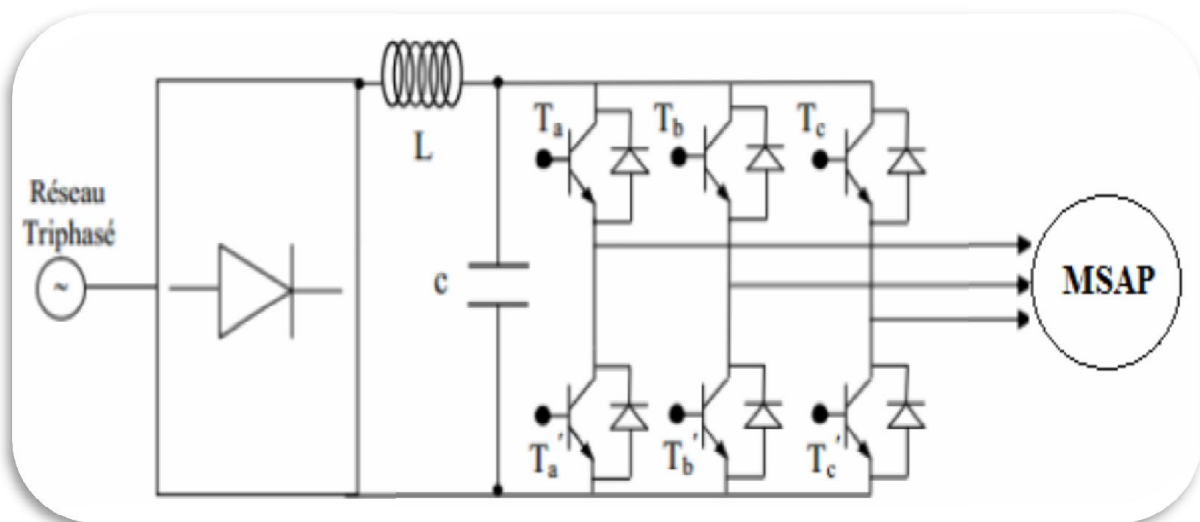 Réseau
Triphasé
~
L
c
Ta
Tb
Tc
MSAP
Ta'
Tb'
Tc'